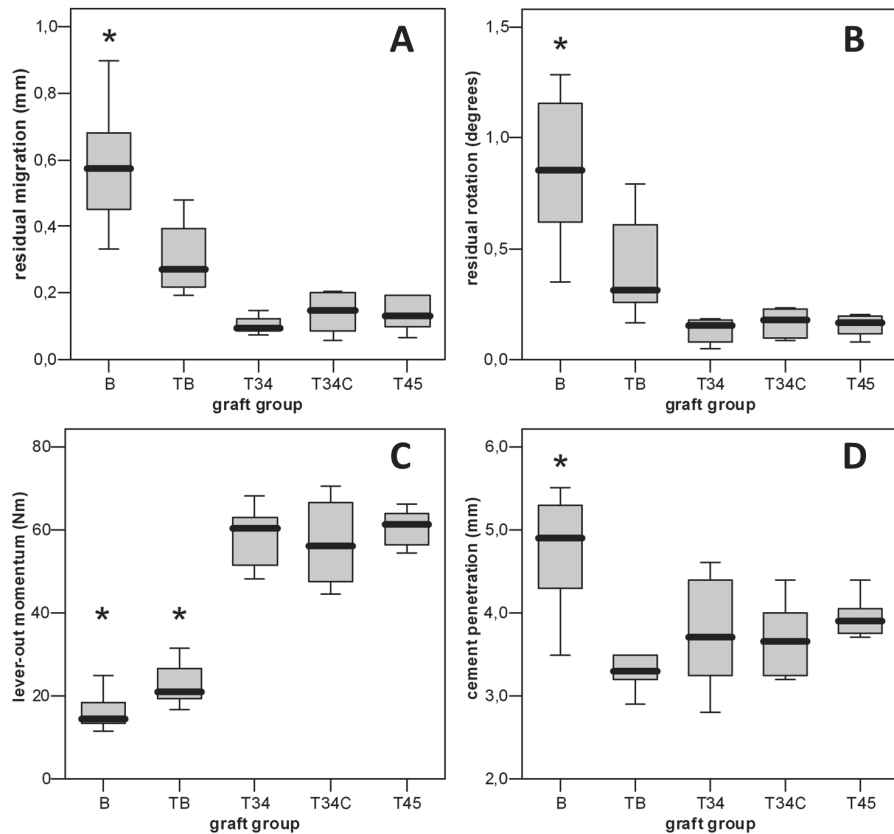 A
residual migration (mm)
1,0
0,8
0,6
0,4
0,2
0,0
*
B TB T34 T34C T45
graft group
B
residual rotation (degrees)
1,5
1,0
0,5
0,0
*
B TB T34 T34C T45
graft group
C
lever-out momentum (Nm)
80
60
40
20
0
* *
B TB T34 T34C T45
graft group
D
cement penetration (mm)
6,0
5,0
4,0
3,0
2,0
*
B TB T34 T34C T45
graft group